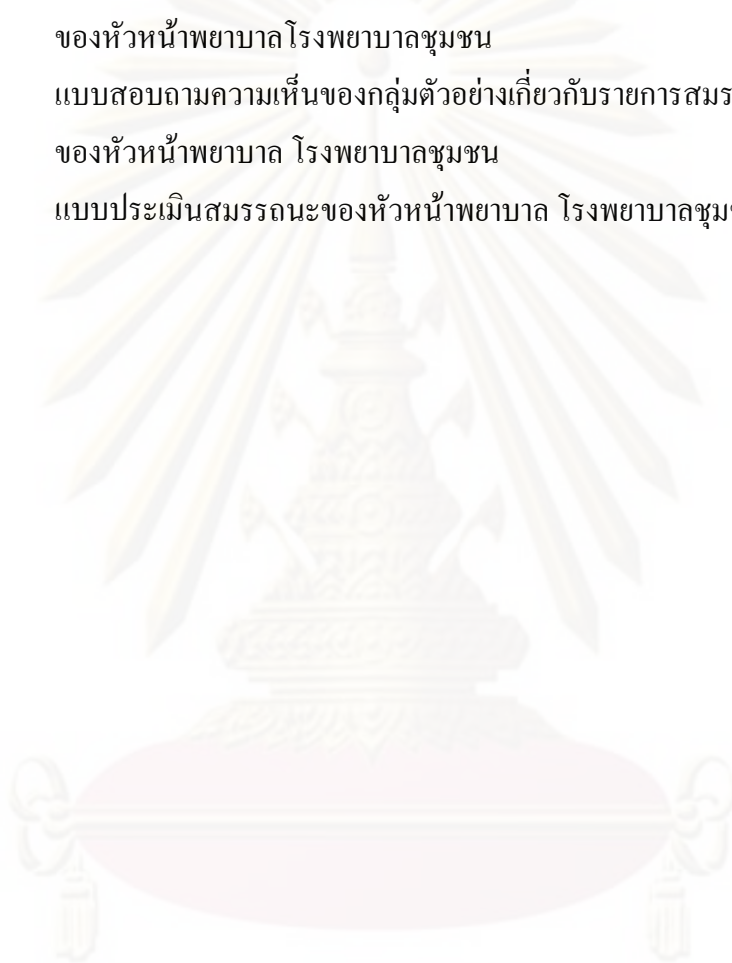 ของหัวหน้าพยาบาลโรงพยาบาลชุมชน
แบบสอบถามความเห็นของกลุ่มตัวอย่างเกี่ยวกับรายการสมร
ของหัวหน้าพยาบาล โรงพยาบาลชุมชน
แบบประเมินสมรรถนะของหัวหน้าพยาบาล โรงพยาบาลชุมช